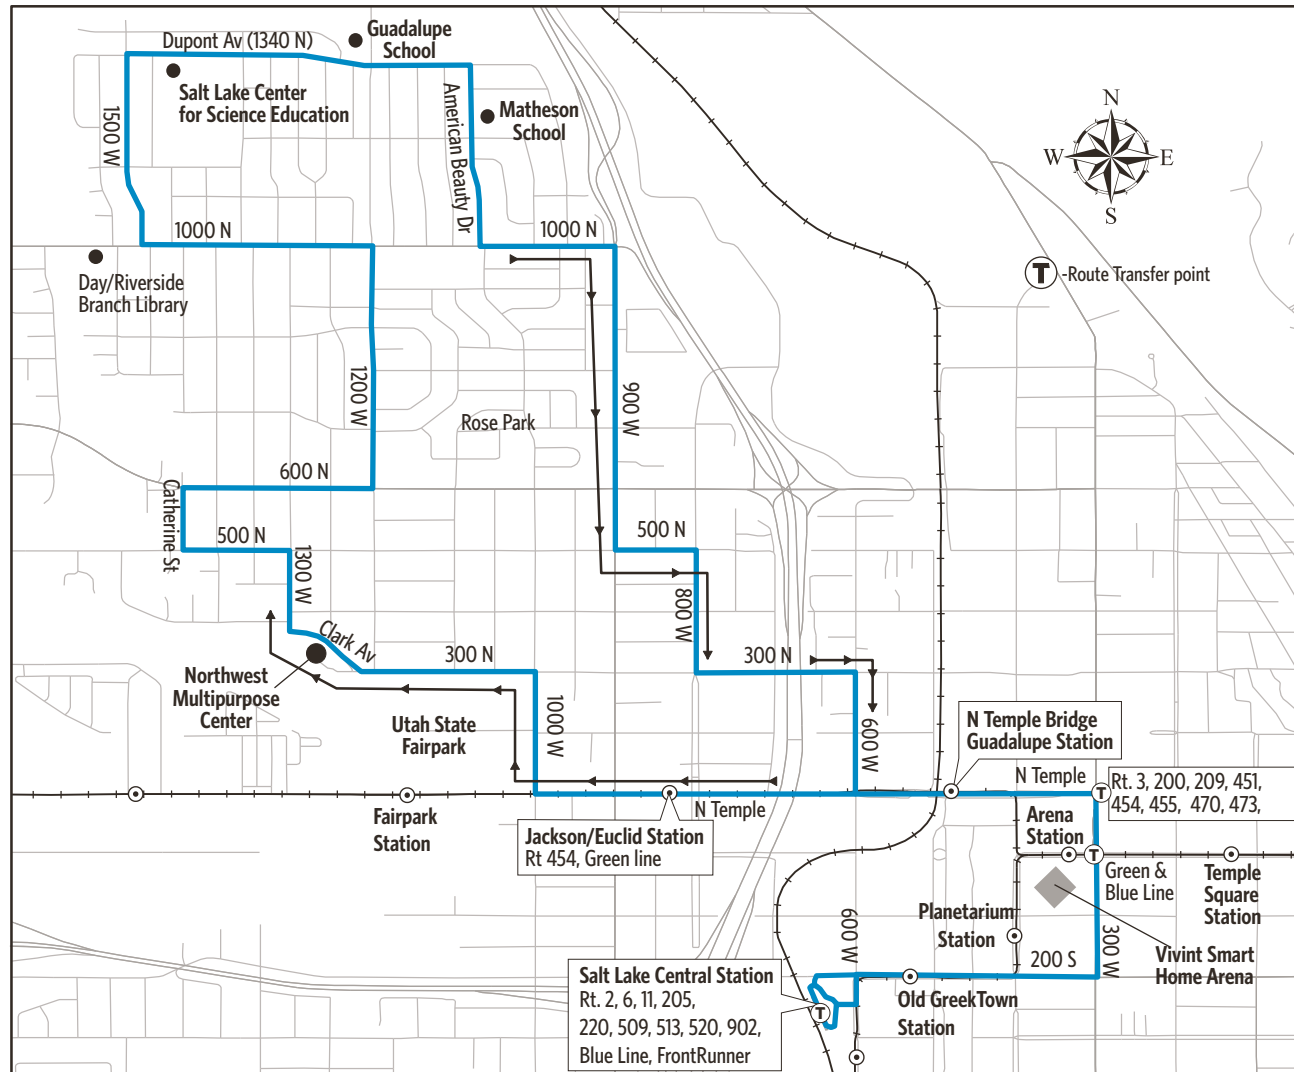 Dupont Av (1340 N)
Guadalupe
School
Salt Lake Center
for Science Education
1500 W
American Beauty Dr
Matheson
School
N
W
E
S
1000 N
1000 N
Day/Riverside
Branch Library
T
-Route Transfer point
1200 W
900 W
Rose Park
600 N
Catherine St
500 N
500 N
1300 W
800 W
Clark Av
300 N
300 N
Northwest
Multipurpose
Center
Utah State
Fairpark
1000 W
600 W
N Temple Bridge
Guadalupe Station
N Temple
T
Rt. 3, 200, 209, 451,
454, 455, 470, 473,
Fairpark
Station
N Temple
Jackson/Euclid Station
Rt 454, Green line
Arena
Station
T
Green &
Blue Line
Temple
Square
Station
Planetarium
Station
600 W
300 W
200 S
Vivint Smart
Home Arena
Salt Lake Central Station
Rt. 2, 6, 11, 205,
220, 509, 513, 520, 902,
Blue Line, FrontRunner
T
Old GreekTown
Station